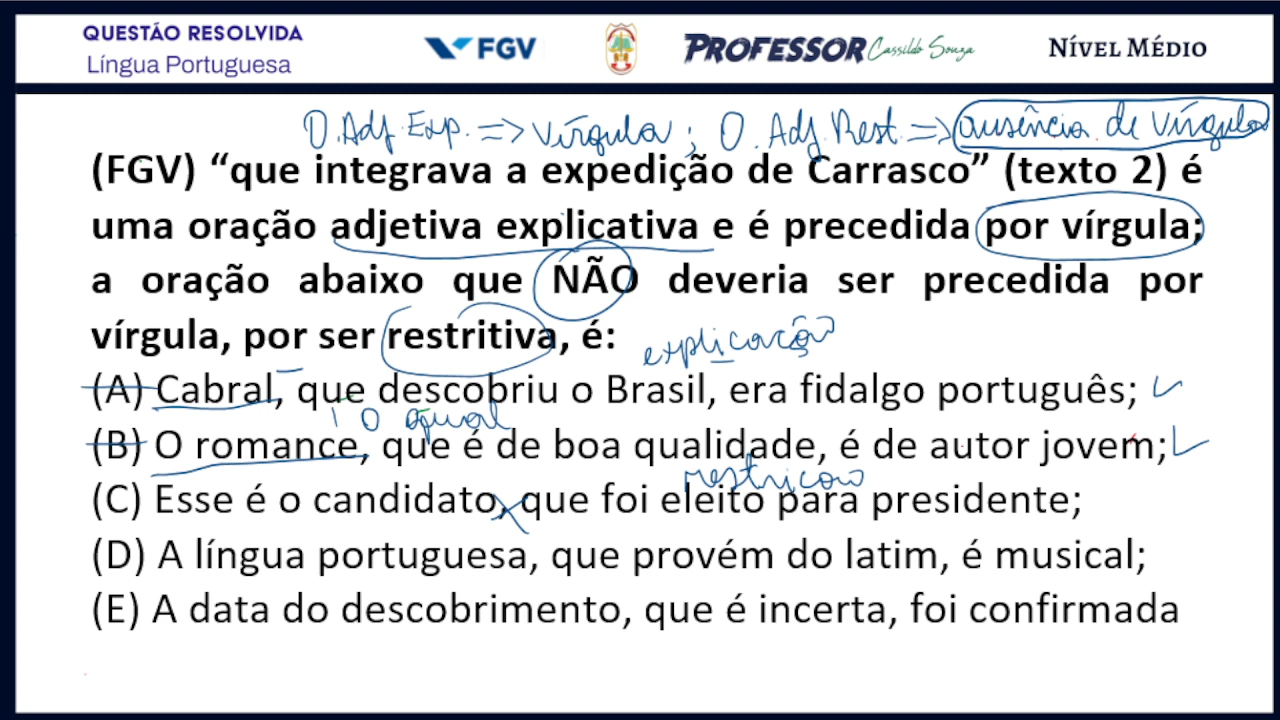 QUESTÃO RESOLVIDA
Língua Portuguesa
FGV
PROFESSOR Cassildo Souza
NÍVEL MÉDIO
O. Adj. Exp. => vírgula ; O. Adj. Rest. => ausência de vírgula
(FGV) “que integrava a expedição de Carrasco” (texto 2) é
uma oração adjetiva explicativa e é precedida por vírgula;
a oração abaixo que NÃO deveria ser precedida por
vírgula, por ser restritiva, é:
explicação
(A) Cabral, que descobriu o Brasil, era fidalgo português;
o qual
(B) O romance, que é de boa qualidade, é de autor jovem;
restrição
(C) Esse é o candidato, que foi eleito para presidente;
(D) A língua portuguesa, que provém do latim, é musical;
(E) A data do descobrimento, que é incerta, foi confirmada